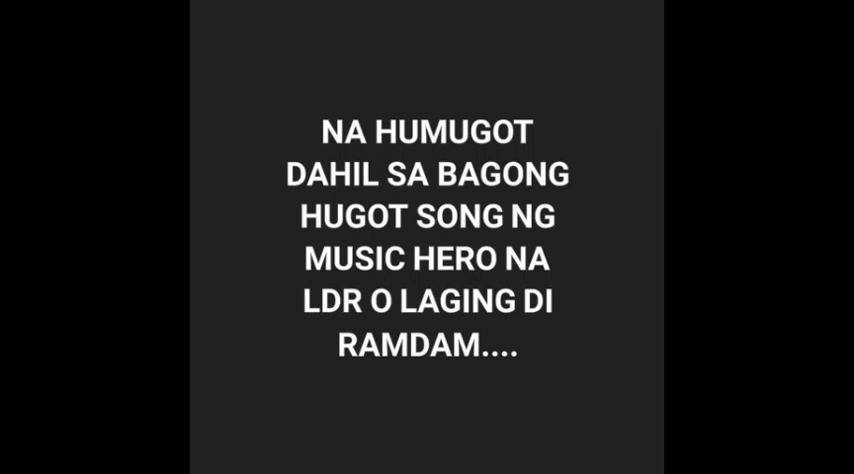 NA HUMUGOT
DAHIL SA BAGONG
HUGOT SONG NG
MUSIC HERO NA
LDR O LAGING DI
RAMDAM....